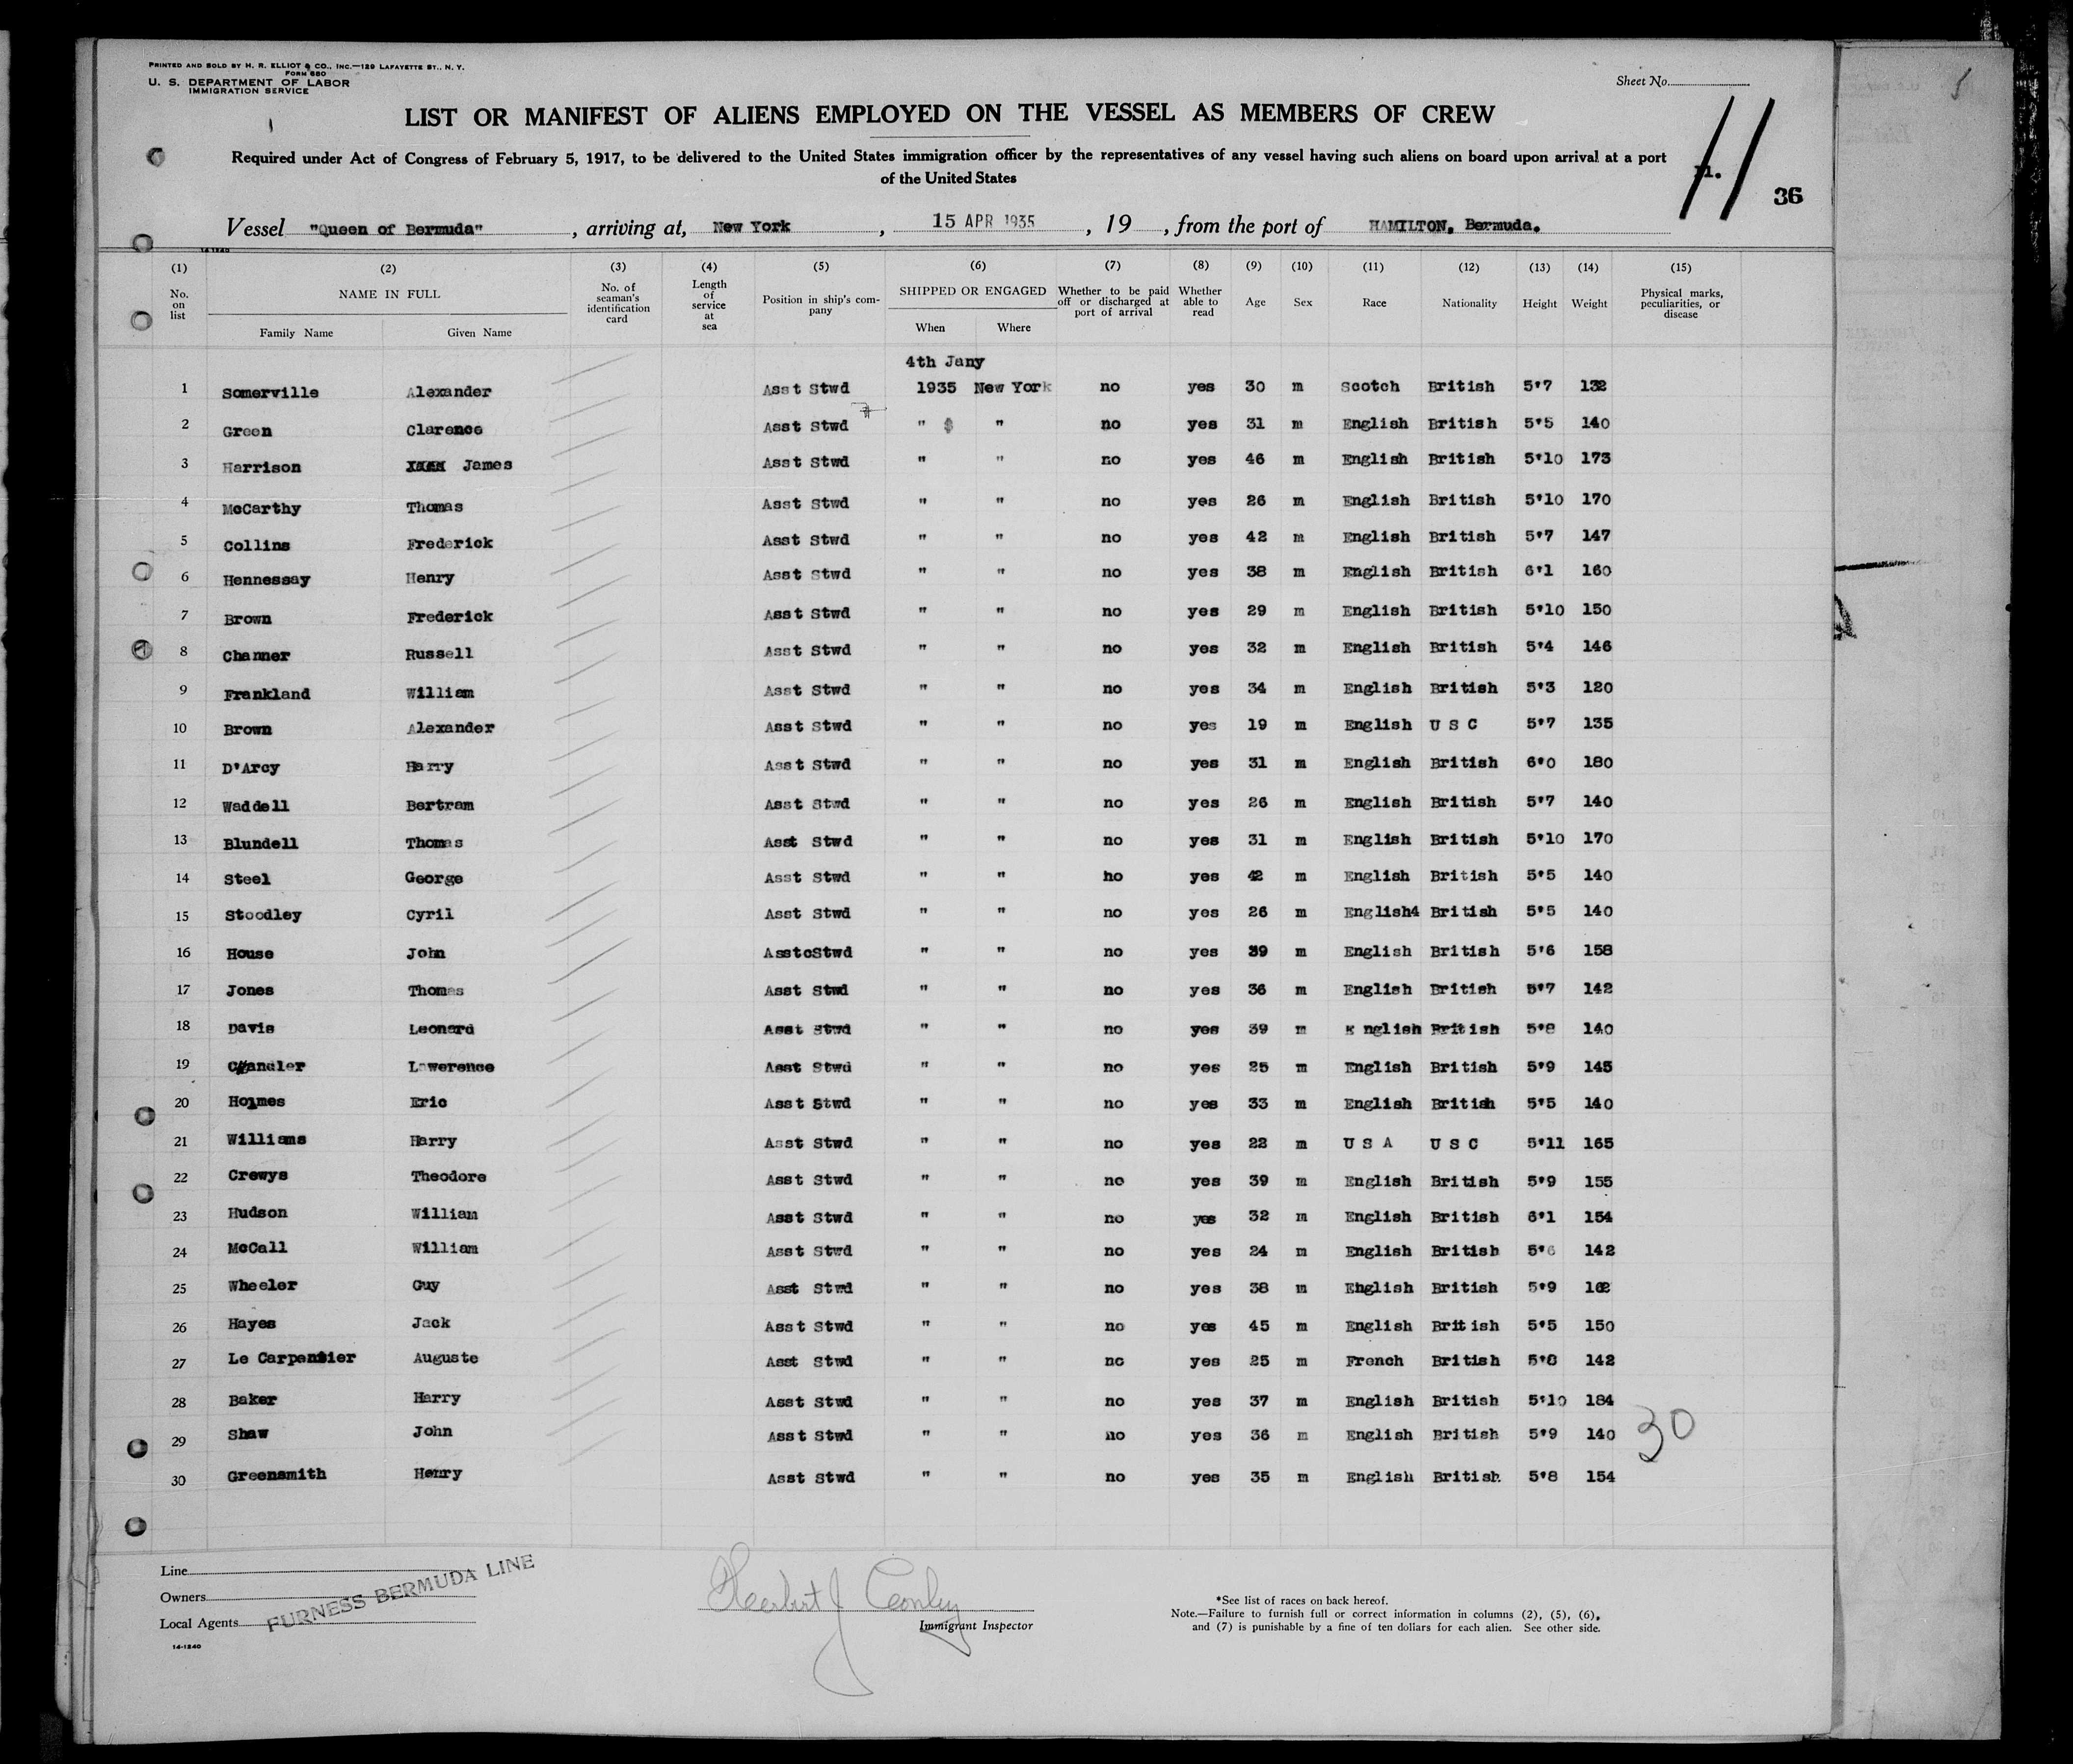 PRINTED AND SOLD BY H. R. ELLIOT & CO., INC.—129 LAFAYETTE ST., N. Y.
FORM 680
U. S. DEPARTMENT OF LABOR
IMMIGRATION SERVICE
Sheet No.
LIST OR MANIFEST OF ALIENS EMPLOYED ON THE VESSEL AS MEMBERS OF CREW
Required under Act of Congress of February 5, 1917, to be delivered to the United States immigration officer by the representatives of any vessel having such aliens on board upon arrival at a port
of the United States
11
36
Vessel "Queen of Bermuda", arriving at, New York, 15 APR 1935, 19, from the port of HAMILTON, Bermuda.
14-1240
(1) (2) (3) (4) (5) (6) (7) (8) (9) (10) (11) (12) (13) (14) (15)
No. on list NAME IN FULL Family Name Given Name No. of seaman's identification card Length of service at sea Position in ship's company SHIPPED OR ENGAGED When Where Whether to be paid off or discharged at port of arrival Whether able to read Age Sex Race Nationality Height Weight Physical marks, peculiarities, or disease
4th Jany
1 Somerville Alexander Asst Stwd 1935 New York no yes 30 m Scotch British 5'7 132
2 Green Clarence Asst Stwd " " no yes 31 m English British 5'5 140
3 Harrison James Asst Stwd " " no yes 46 m English British 5'10 173
4 McCarthy Thomas Asst Stwd " " no yes 26 m English British 5'10 170
5 Collins Frederick Asst Stwd " " no yes 42 m English British 5'7 147
6 Hennessay Henry Asst Stwd " " no yes 38 m English British 6'1 160
7 Brown Frederick Asst Stwd " " no yes 29 m English British 5'10 150
8 Channer Russell Asst Stwd " " no yes 32 m English British 5'4 146
9 Frankland William Asst Stwd " " no yes 34 m English British 5'3 120
10 Brown Alexander Asst Stwd " " no yes 19 m English U S C 5'7 135
11 D'Arcy Harry Asst Stwd " " no yes 31 m English British 6'0 180
12 Waddell Bertram Asst Stwd " " no yes 26 m English British 5'7 140
13 Blundell Thomas Asst Stwd " " no yes 31 m English British 5'10 170
14 Steel George Asst Stwd " " ho yes 42 m English British 5'5 140
15 Stoodley Cyril Asst Stwd " " no yes 26 m English4 British 5'5 140
16 House John AsstcStwd " " no yes 39 m English British 5'6 158
17 Jones Thomas Asst Stwd " " no yes 36 m English British 5'7 142
18 Davis Leonard Asst Stwd " " no yes 39 m E nglish British 5'8 140
19 Chandler Lawerence Asst Stwd " " no yes 25 m English British 5'9 145
20 Holmes Eric Asst Stwd " " no yes 33 m English British 5'5 140
21 Williams Harry Asst Stwd " " no yes 22 m U S A U S C 5'11 165
22 Crewys Theodore Asst Stwd " " no yes 39 m English British 5'9 155
23 Hudson William Asst Stwd " " no yes 32 m English British 6'1 154
24 McCall William Asst Stwd " " no yes 24 m English British 5'6 142
25 Wheeler Guy Asst Stwd " " no yes 38 m English British 5'9 162
26 Hayes Jack Asst Stwd " " no yes 45 m English British 5'5 150
27 Le Carpentier Auguste Asst Stwd " " no yes 25 m French British 5'8 142
28 Baker Harry Asst Stwd " " no yes 37 m English British 5'10 184
29 Shaw John Asst Stwd " " no yes 36 m English British 5'9 140
30
30 Greensmith Henry Asst Stwd " " no yes 35 m English British 5'8 154
Line
Owners
Local Agents
FURNESS BERMUDA LINE
14-1240
Herbert J Conley
Immigrant Inspector
*See list of races on back hereof.
Note.—Failure to furnish full or correct information in columns (2), (5), (6),
and (7) is punishable by a fine of ten dollars for each alien. See other side.